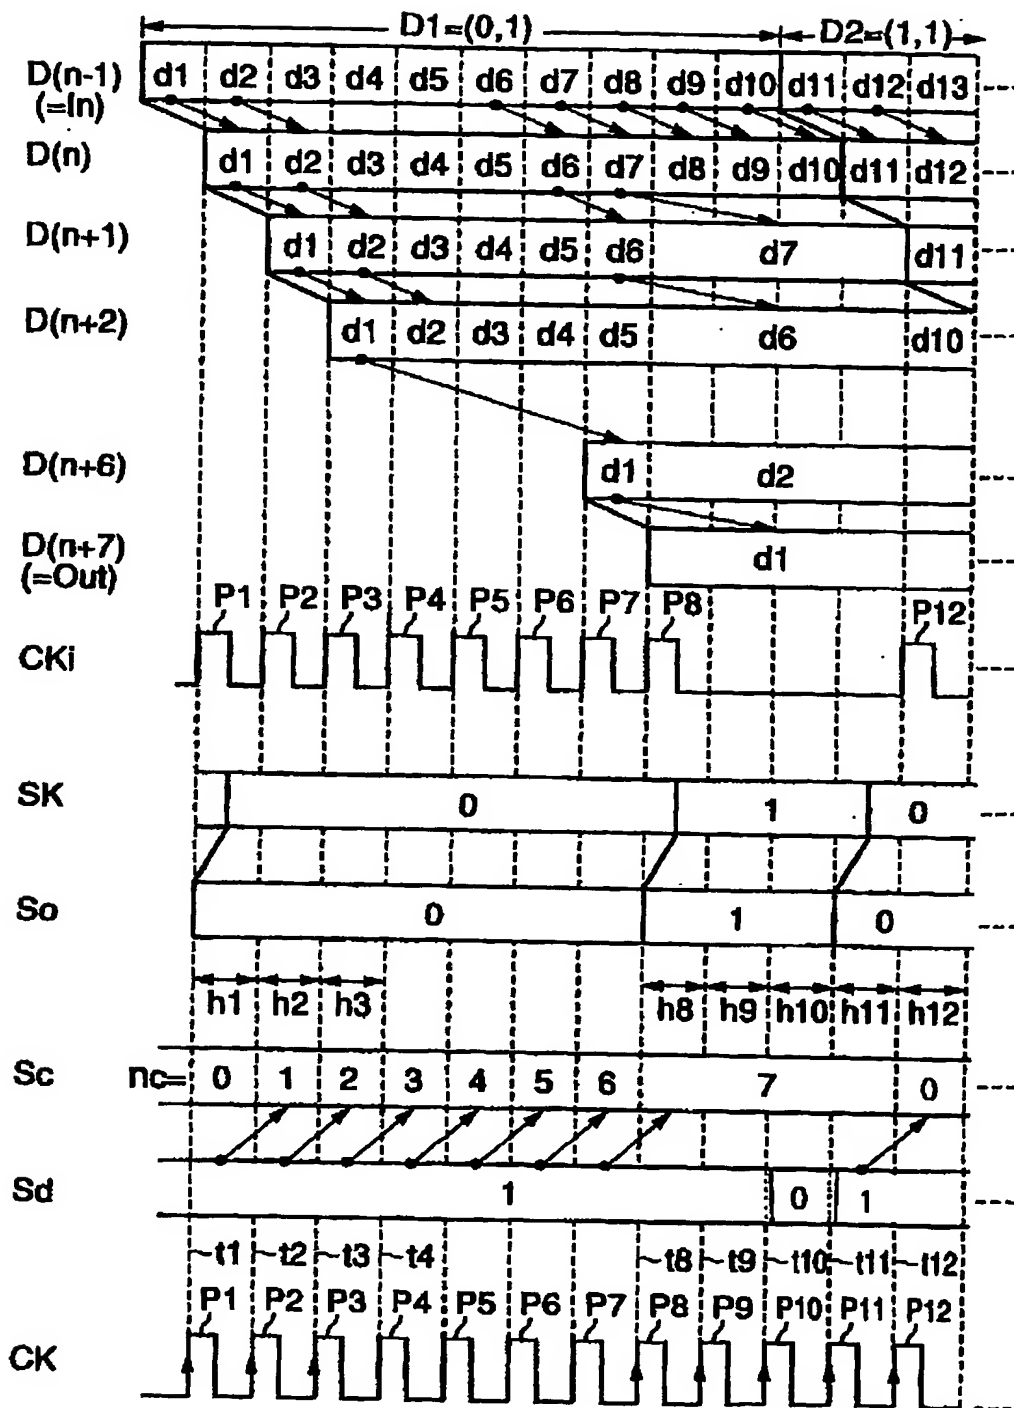 D1=(0,1) D2=(1,1)
D(n-1) d1 d2 d3 d4 d5 d6 d7 d8 d9 d10 d11 d12 d13
(=In)
D(n) d1 d2 d3 d4 d5 d6 d7 d8 d9 d10 d11 d12
D(n+1) d1 d2 d3 d4 d5 d6 d7 d11
D(n+2) d1 d2 d3 d4 d5 d6 d10
D(n+6) d1 d2
D(n+7) d1
(=Out)
P1 P2 P3 P4 P5 P6 P7 P8 P12
CKi
SK 0 1 0
So 0 1 0
h1 h2 h3 h8 h9 h10 h11 h12
Sc nc= 0 1 2 3 4 5 6 7 0
Sd 1 0 1
~t1 ~t2 ~t3 ~t4 ~t8 ~t9 ~t10 ~t11 ~t12
P1 P2 P3 P4 P5 P6 P7 P8 P9 P10 P11 P12
CK